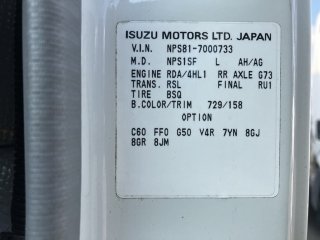 ISUZU MOTORS LTD. JAPAN
V.I.N. NPS81-7000733
M.D. NPS1SF L AH/AG
ENGINE RDA/4HL1 RR AXLE G73
TRANS. RSL FINAL RU1
TIRE BSQ
B.COLOR/TRIM 729/158
OPTION
C60 FF0 G50 V4R 7YN 8GJ
8GR 8JM